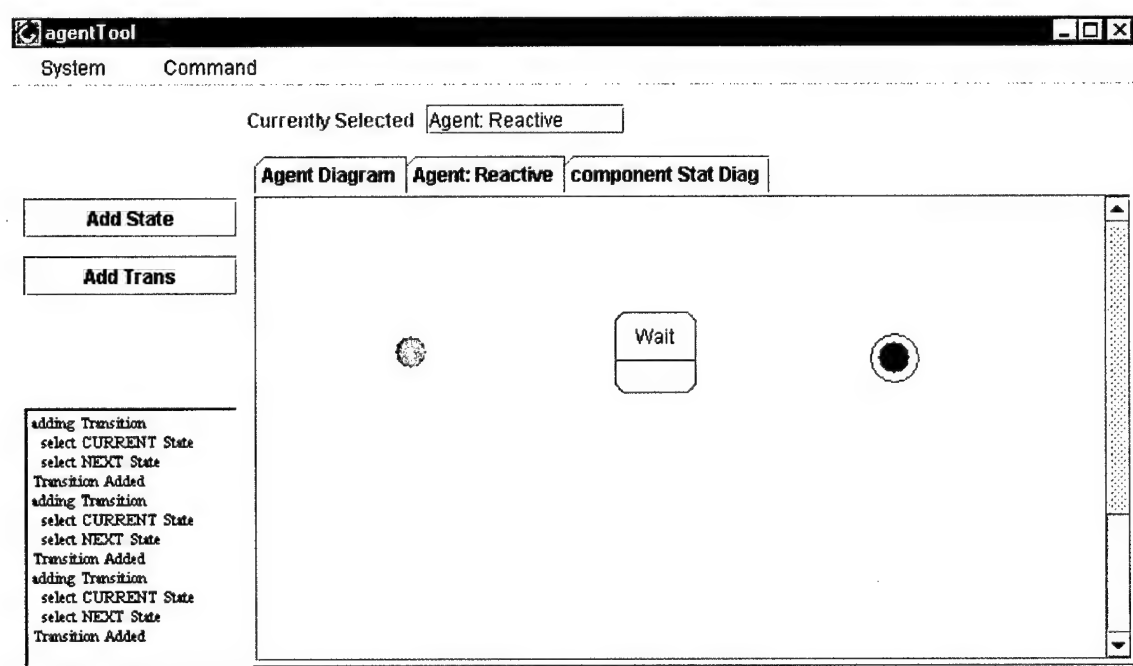 agentTool
System Command
Currently Selected Agent: Reactive
Agent Diagram Agent: Reactive component Stat Diag
Add State
Add Trans
Wait
adding Transition
select CURRENT State
select NEXT State
Transition Added
adding Transition
select CURRENT State
select NEXT State
Transition Added
adding Transition
select CURRENT State
select NEXT State
Transition Added